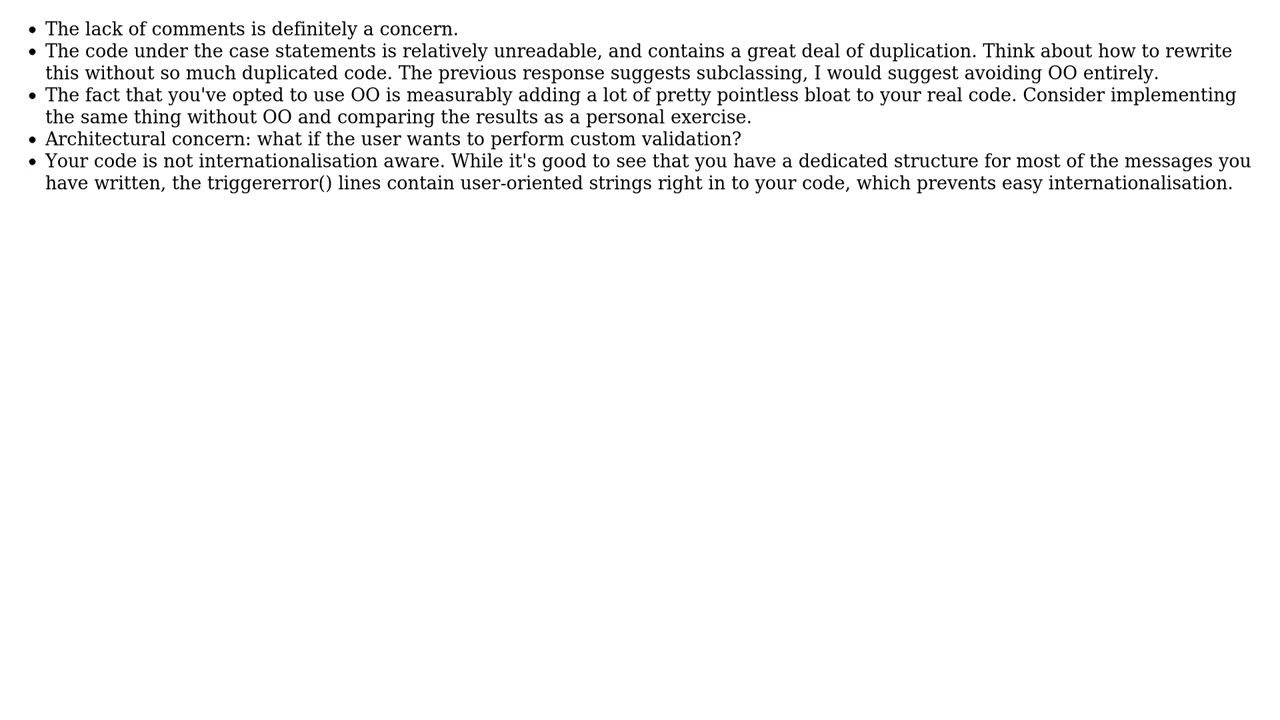 • The lack of comments is definitely a concern.
• The code under the case statements is relatively unreadable, and contains a great deal of duplication. Think about how to rewrite
this without so much duplicated code. The previous response suggests subclassing, I would suggest avoiding OO entirely.
• The fact that you've opted to use OO is measurably adding a lot of pretty pointless bloat to your real code. Consider implementing
the same thing without OO and comparing the results as a personal exercise.
• Architectural concern: what if the user wants to perform custom validation?
• Your code is not internationalisation aware. While it's good to see that you have a dedicated structure for most of the messages you
have written, the triggererror() lines contain user-oriented strings right in to your code, which prevents easy internationalisation.